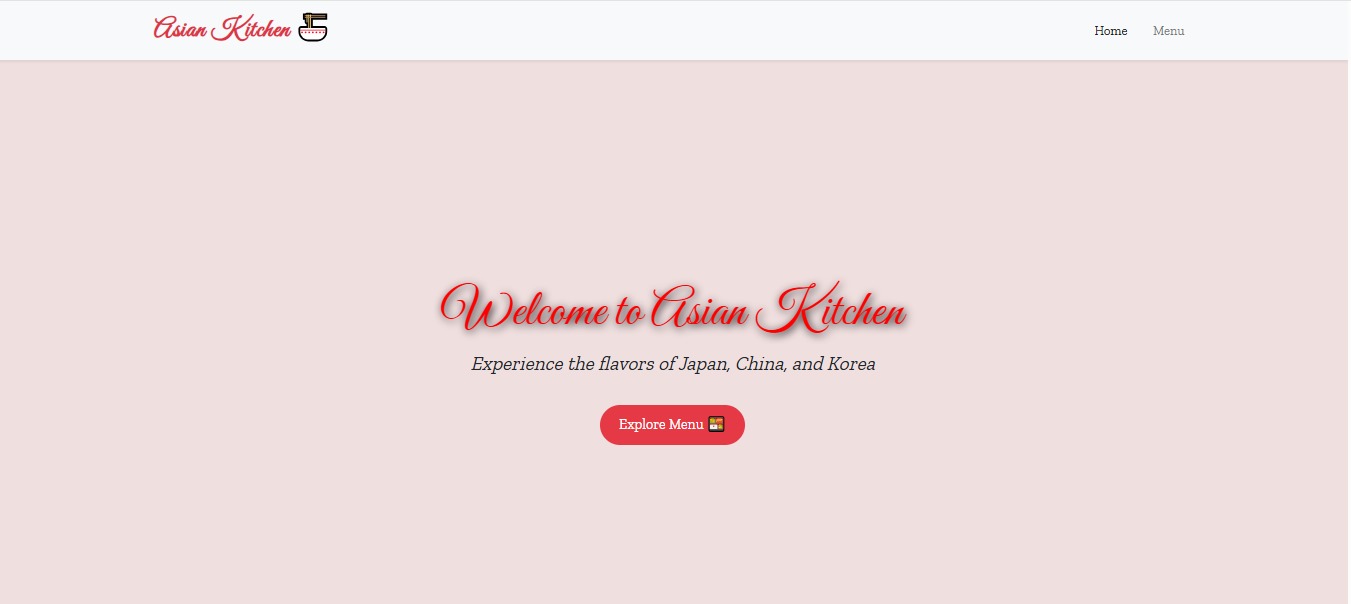 Asian Kitchen
Home Menu
Welcome to Asian Kitchen
Experience the flavors of Japan, China, and Korea
Explore Menu 🍱